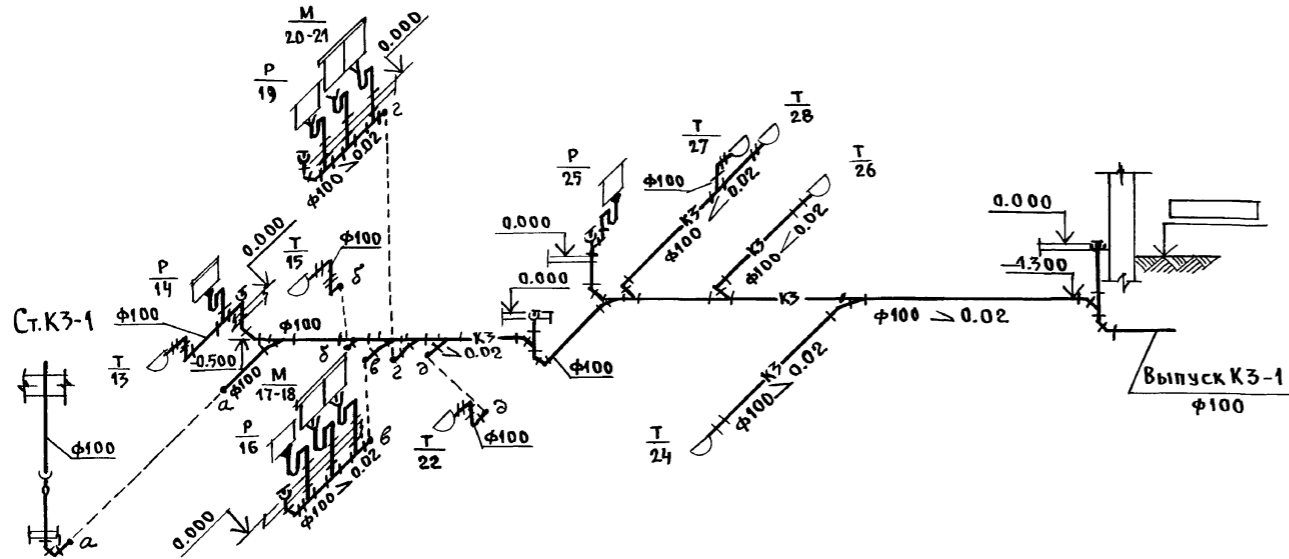 М
20-21
0.000
Р
19
г
ф100 > 0.02
Т
28
Т
27
Т
26
Р
25
ф100
К3
ф100 < 0.02
К3
ф100 < 0.02
0.000
0.000
0.000
-1.300
0.000
Т
15
ф100
б
Р
14
Ст. К3-1
ф100
ф100
Т
13
-0.500
ф100
а
б
в
г
д
К3
> 0.02
К3
ф100 > 0.02
ф100
М
17-18
Р
16
в
ф100 > 0.02
0.000
Т
22
д
ф100
К3
ф100 > 0.02
Т
24
Выпуск К3-1
ф100
ф100
а